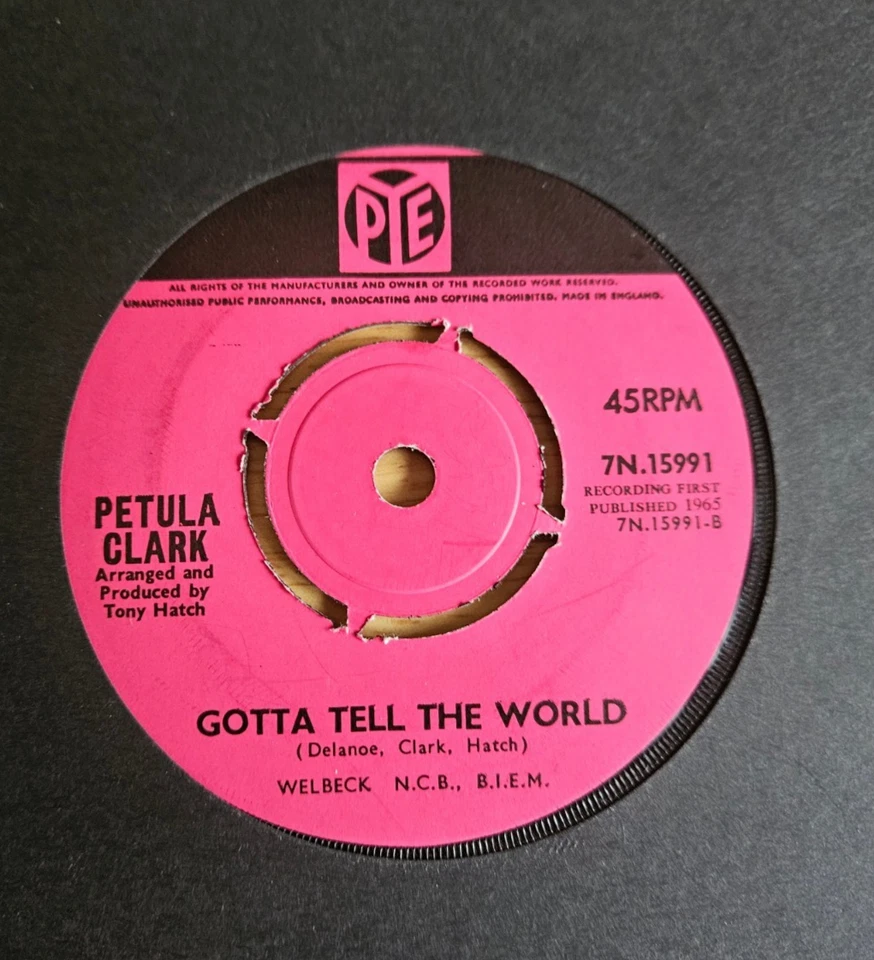 PYE
ALL RIGHTS OF THE MANUFACTURERS AND OWNER OF THE RECORDED WORK RESERVED.
UNAUTHORISED PUBLIC PERFORMANCE, BROADCASTING AND COPYING PROHIBITED. MADE IN ENGLAND.
45RPM
7N.15991
RECORDING FIRST
PUBLISHED 1965
7N.15991-B
PETULA
CLARK
Arranged and
Produced by
Tony Hatch
GOTTA TELL THE WORLD
(Delanoe, Clark, Hatch)
WELBECK N.C.B., B.I.E.M.